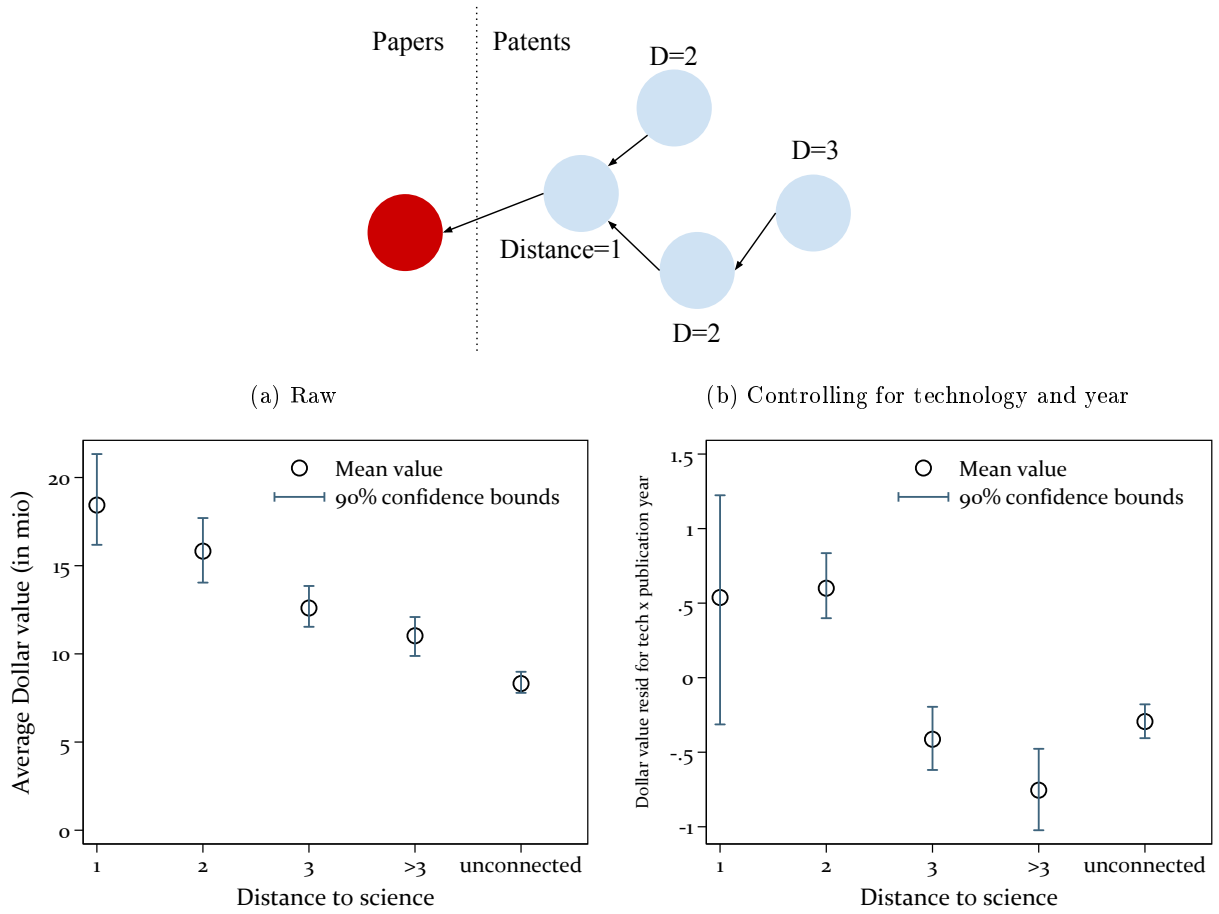 Papers
Patents
D=2
D=3
Distance=1
D=2
(a) Raw
(b) Controlling for technology and year
Average Dollar value (in mio)
20
15
10
5
0
Mean value
90% confidence bounds
1 2 3 >3 unconnected
Distance to science
Dollar value resid for tech x publication year
1.5
1
.5
0
-.5
-1
Mean value
90% confidence bounds
1 2 3 >3 unconnected
Distance to science